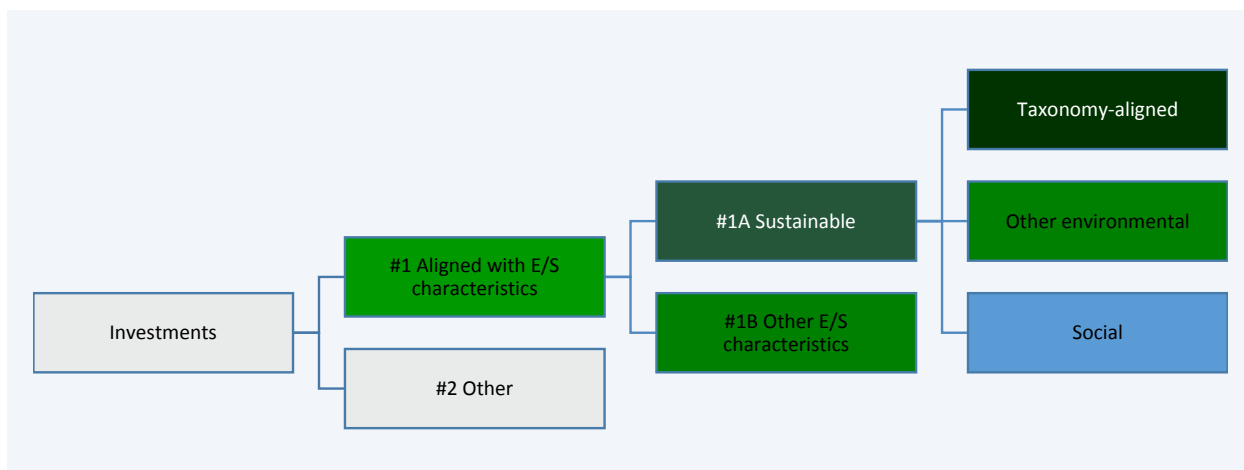 Taxonomy-aligned
#1A Sustainable
Other environmental
#1 Aligned with E/S
characteristics
#1B Other E/S
characteristics
Social
Investments
#2 Other